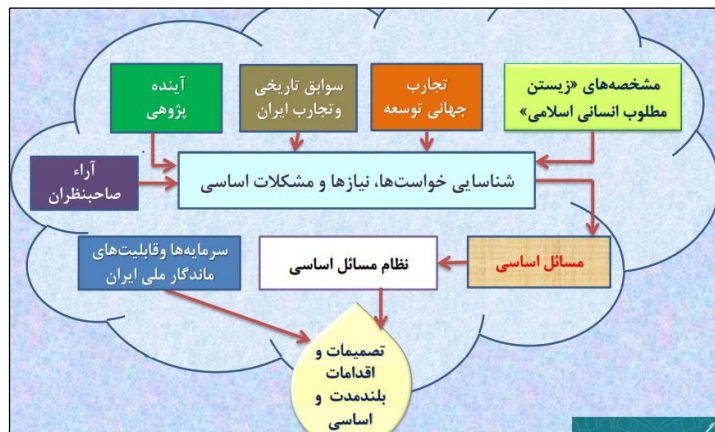 مشخصه‌های «زیستن
مطلوب انسانی اسلامی»
تجارب
جهانی توسعه
سوابق تاریخی
وتجارب ایران
آینده
پژوهی
شناسایی خواست‌ها، نیازها و مشکلات اساسی
آراء
صاحبنظران
مسائل اساسی
نظام مسائل اساسی
سرمایه‌ها وقابلیت‌های
ماندگار ملی ایران
تصمیمات و
اقدامات
بلندمدت و
اساسی